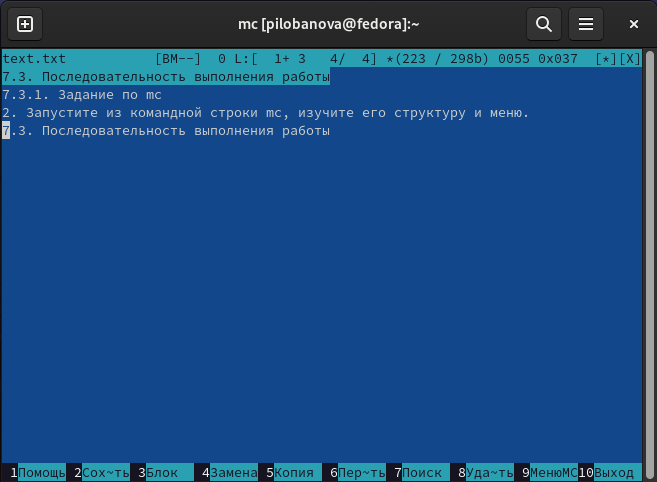 mc [pilobanova@fedora]:~
text.txt [BM--] 0 L:[ 1+ 3 4/ 4] *(223 / 298b) 0055 0x037 [*][X]
7.3. Последовательность выполнения работы
7.3.1. Задание по mc
2. Запустите из командной строки mc, изучите его структуру и меню.
7.3. Последовательность выполнения работы
1Помощь 2Сох~ть 3Блок 4Замена 5Копия 6Пер~ть 7Поиск 8Уда~ть 9МенюMC 10Выход